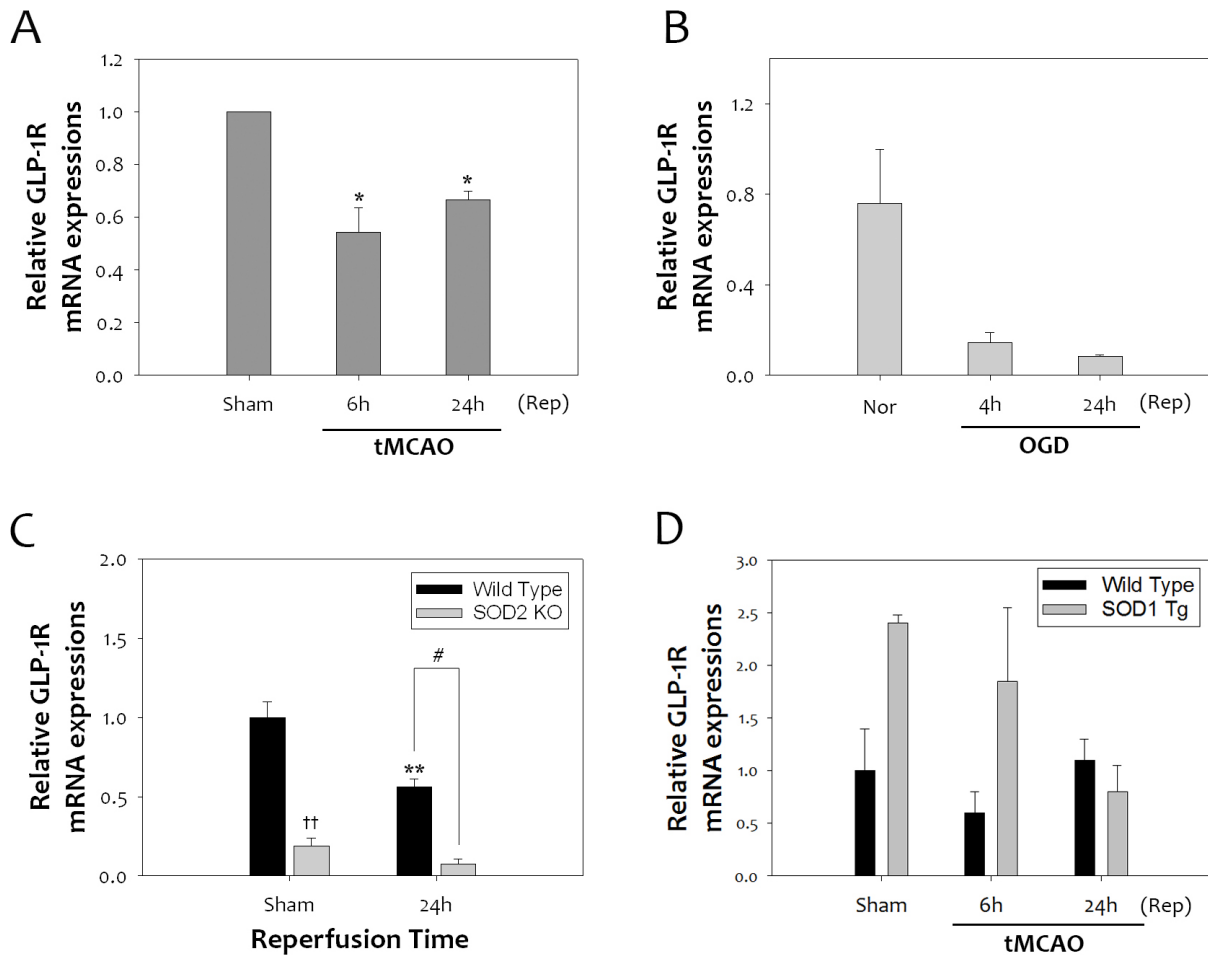 A
Relative GLP-1R
mRNA expressions
1.2
1.0
0.8
0.6
0.4
0.2
0.0
*
*
Sham
6h
24h
(Rep)
tMCAO
B
Relative GLP-1R
mRNA expressions
1.2
0.8
0.4
0.0
Nor
4h
24h
(Rep)
OGD
C
Relative GLP-1R
mRNA expressions
2.0
1.5
1.0
0.5
0.0
Wild Type
SOD2 KO
#
**
††
Sham
24h
Reperfusion Time
D
Relative GLP-1R
mRNA expressions
3.0
2.5
2.0
1.5
1.0
0.5
0.0
Wild Type
SOD1 Tg
Sham
6h
24h
(Rep)
tMCAO